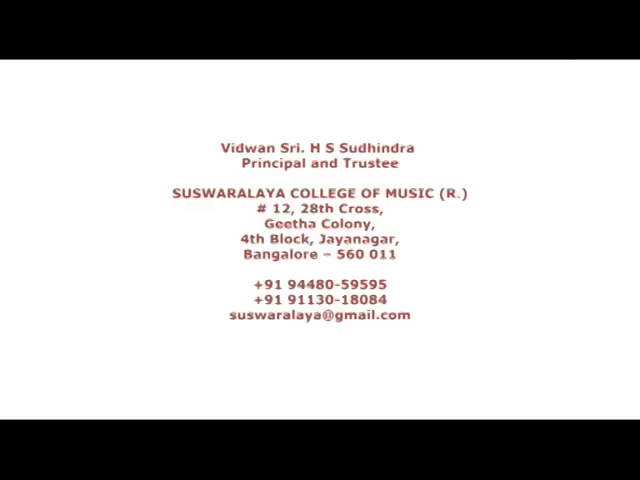 Vidwan Sri. H S Sudhindra
Principal and Trustee
SUSWARALAYA COLLEGE OF MUSIC (R.)
# 12, 28th Cross,
Geetha Colony,
4th Block, Jayanagar,
Bangalore – 560 011
+91 94480-59595
+91 91130-18084
suswaralaya@gmail.com